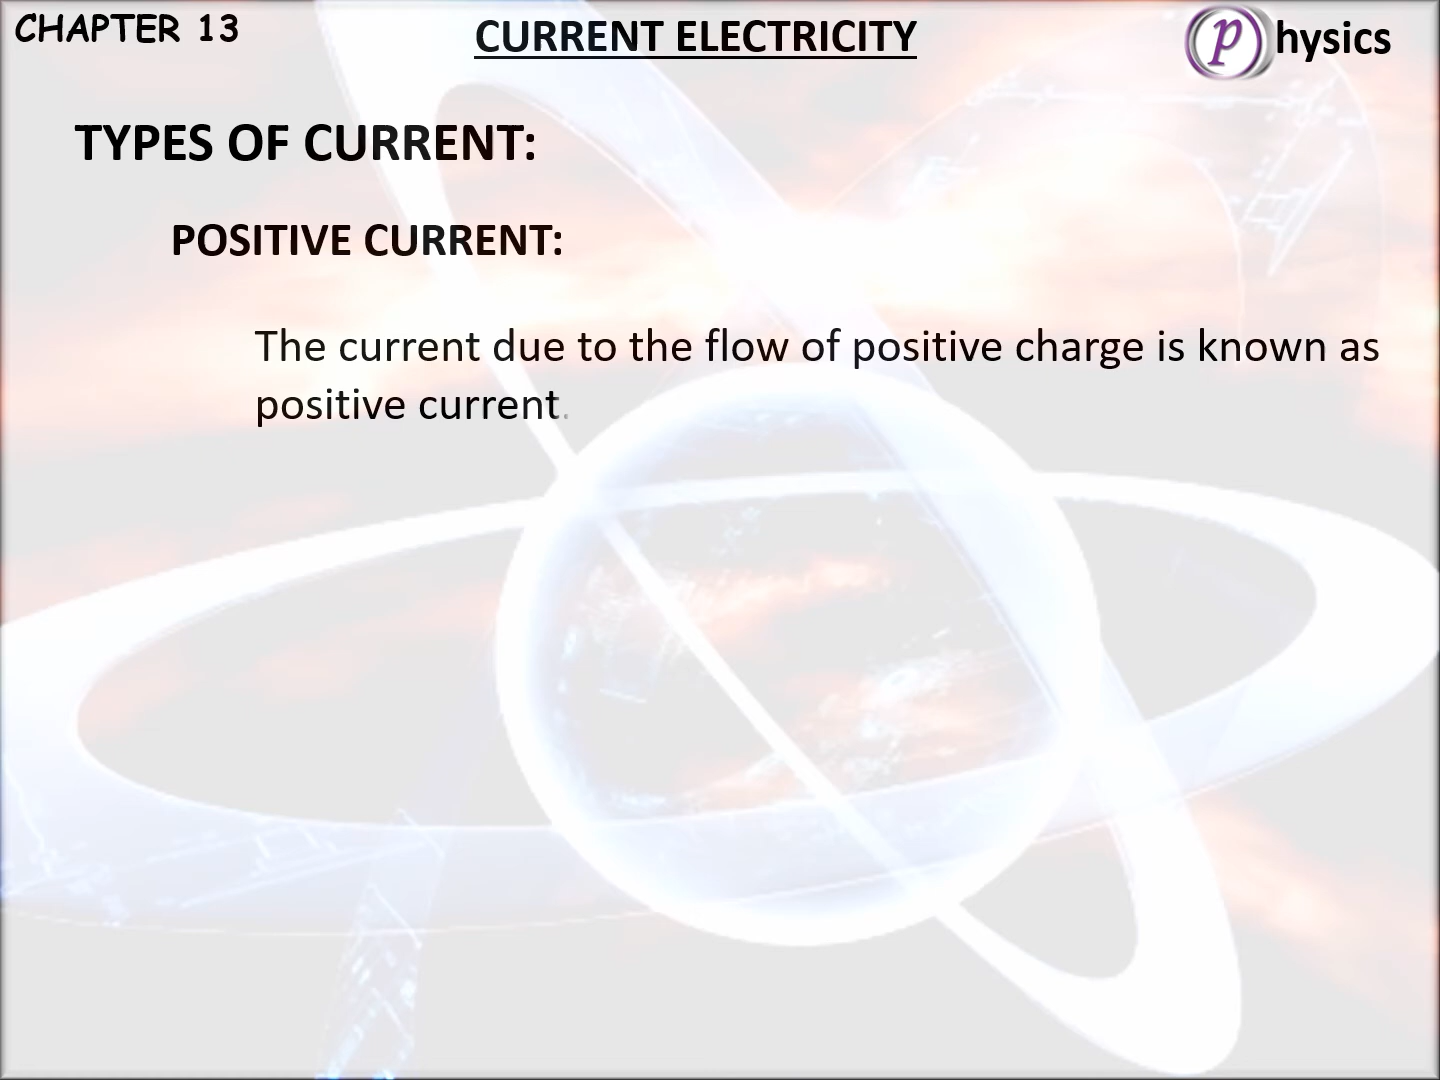 CHAPTER 13
CURRENT ELECTRICITY
Physics
TYPES OF CURRENT:
POSITIVE CURRENT:
The current due to the flow of positive charge is known as
positive current.